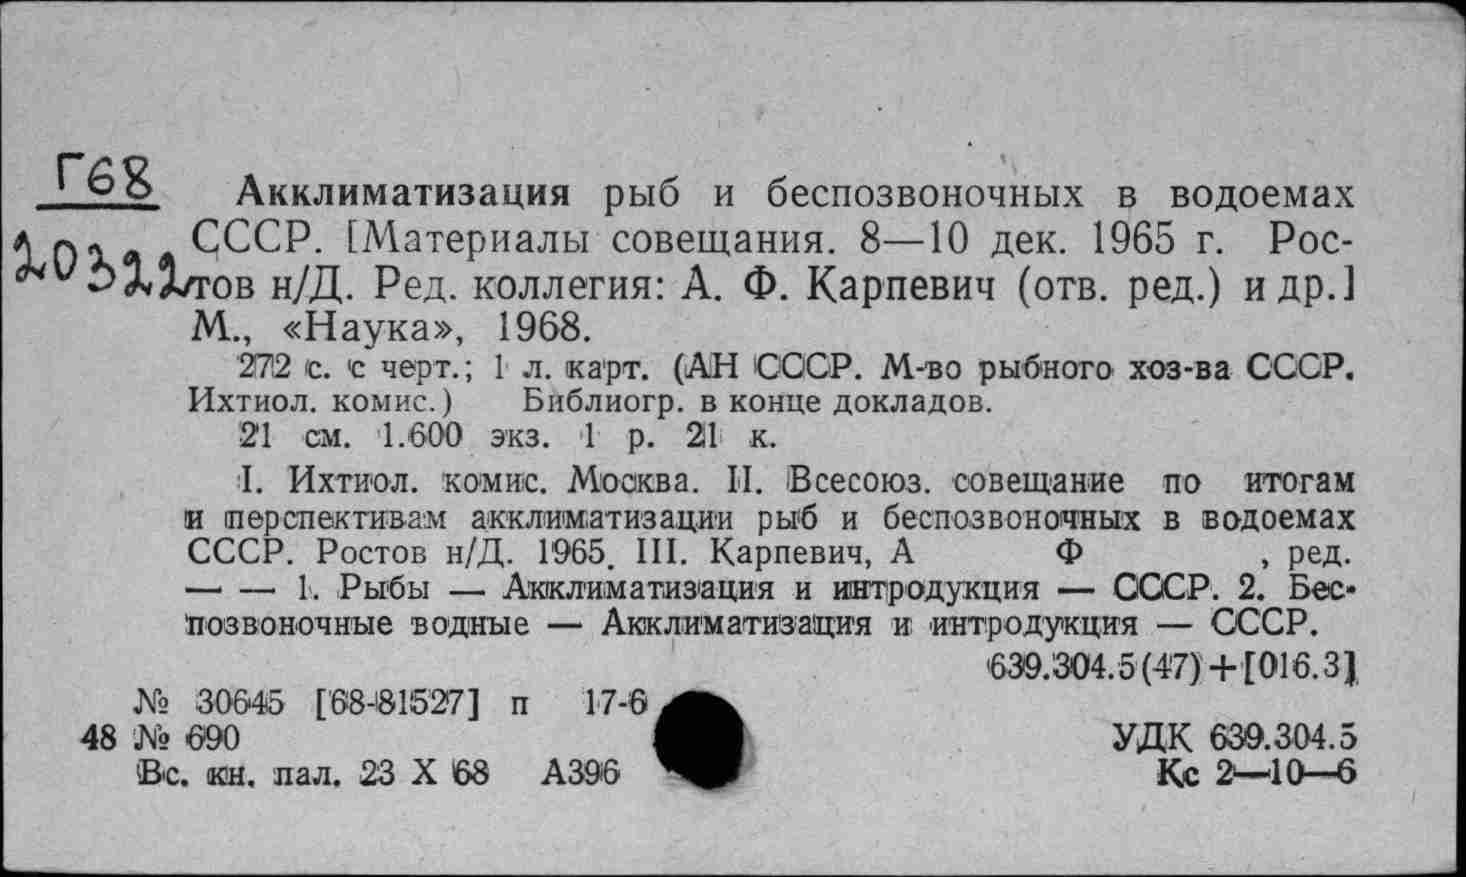 Г68
20322
Акклиматизация рыб и беспозвоночных в водоемах
СССР. [Материалы совещания. 8—10 дек. 1965 г. Рос-
тов н/Д. Ред. коллегия: А. Ф. Карпевич (отв. ред.) и др.]
М., «Наука», 1968.
272 с. с черт.; 1 л. карт. (АН СССР. М-во рыбного хоз-ва СССР.
Ихтиол. комис.) Библиогр. в конце докладов.
21 см. 1.600 экз. 1 р. 21 к.
I. Ихтиол. комис. Москва. II. Всесоюз. совещание по итогам
и перспективам акклиматизации рыб и беспозвоночных в водоемах
СССР. Ростов н/Д. 1965. III. Карпевич, А Ф , ред.
— — 1. Рыбы — Акклиматизация и интродукция — СССР. 2. Бес-
позвоночные водные — Акклиматизация и интродукция — СССР.
639.304.5(47)+[016.3]
№ 30645 [68-81527] п 17-6
48 № 690
УДК 639.304.5
Вс. кн. пал. 23 X 68 А396
Кс 2—10—6